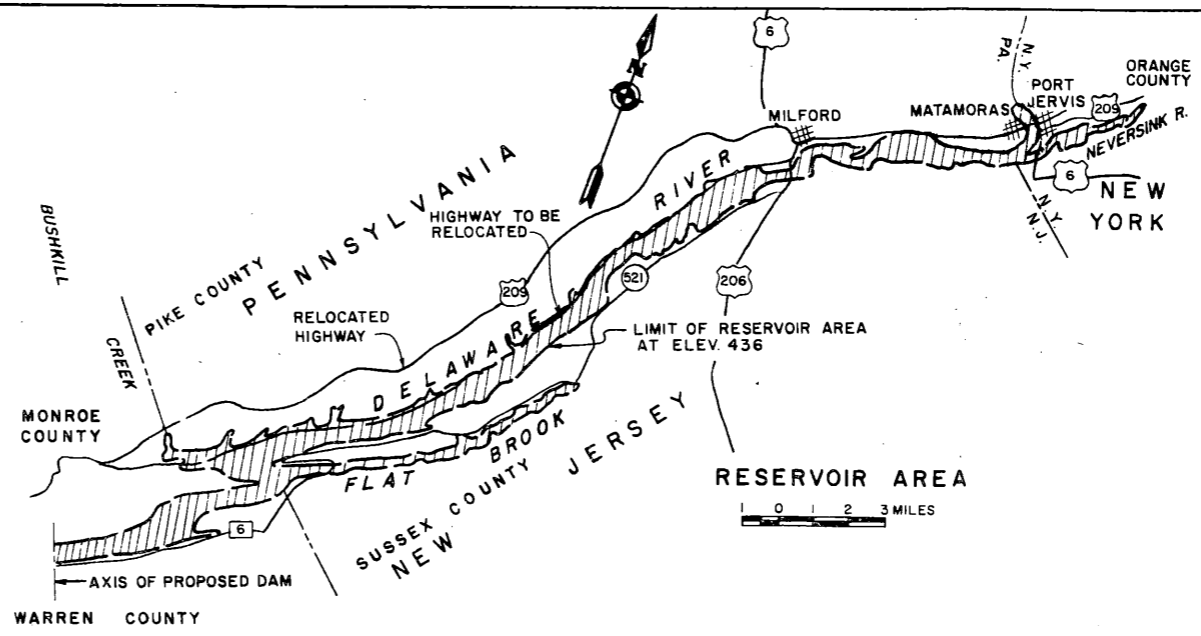 6
N
N.Y.
PA.
ORANGE
COUNTY
PORT
JERVIS
209
MATAMORAS
MILFORD
NEVERSINK R.
6
NEW
YORK
N.Y.
N.J.
PENNSYLVANIA
RIVER
HIGHWAY TO BE
RELOCATED
BUSHKILL
CREEK
PIKE COUNTY
209
521
206
RELOCATED
HIGHWAY
DELAWARE
LIMIT OF RESERVOIR AREA
AT ELEV. 436
MONROE
COUNTY
FLAT BROOK
NEW JERSEY
SUSSEX COUNTY
RESERVOIR AREA
1 0 1 2 3 MILES
6
AXIS OF PROPOSED DAM
WARREN COUNTY